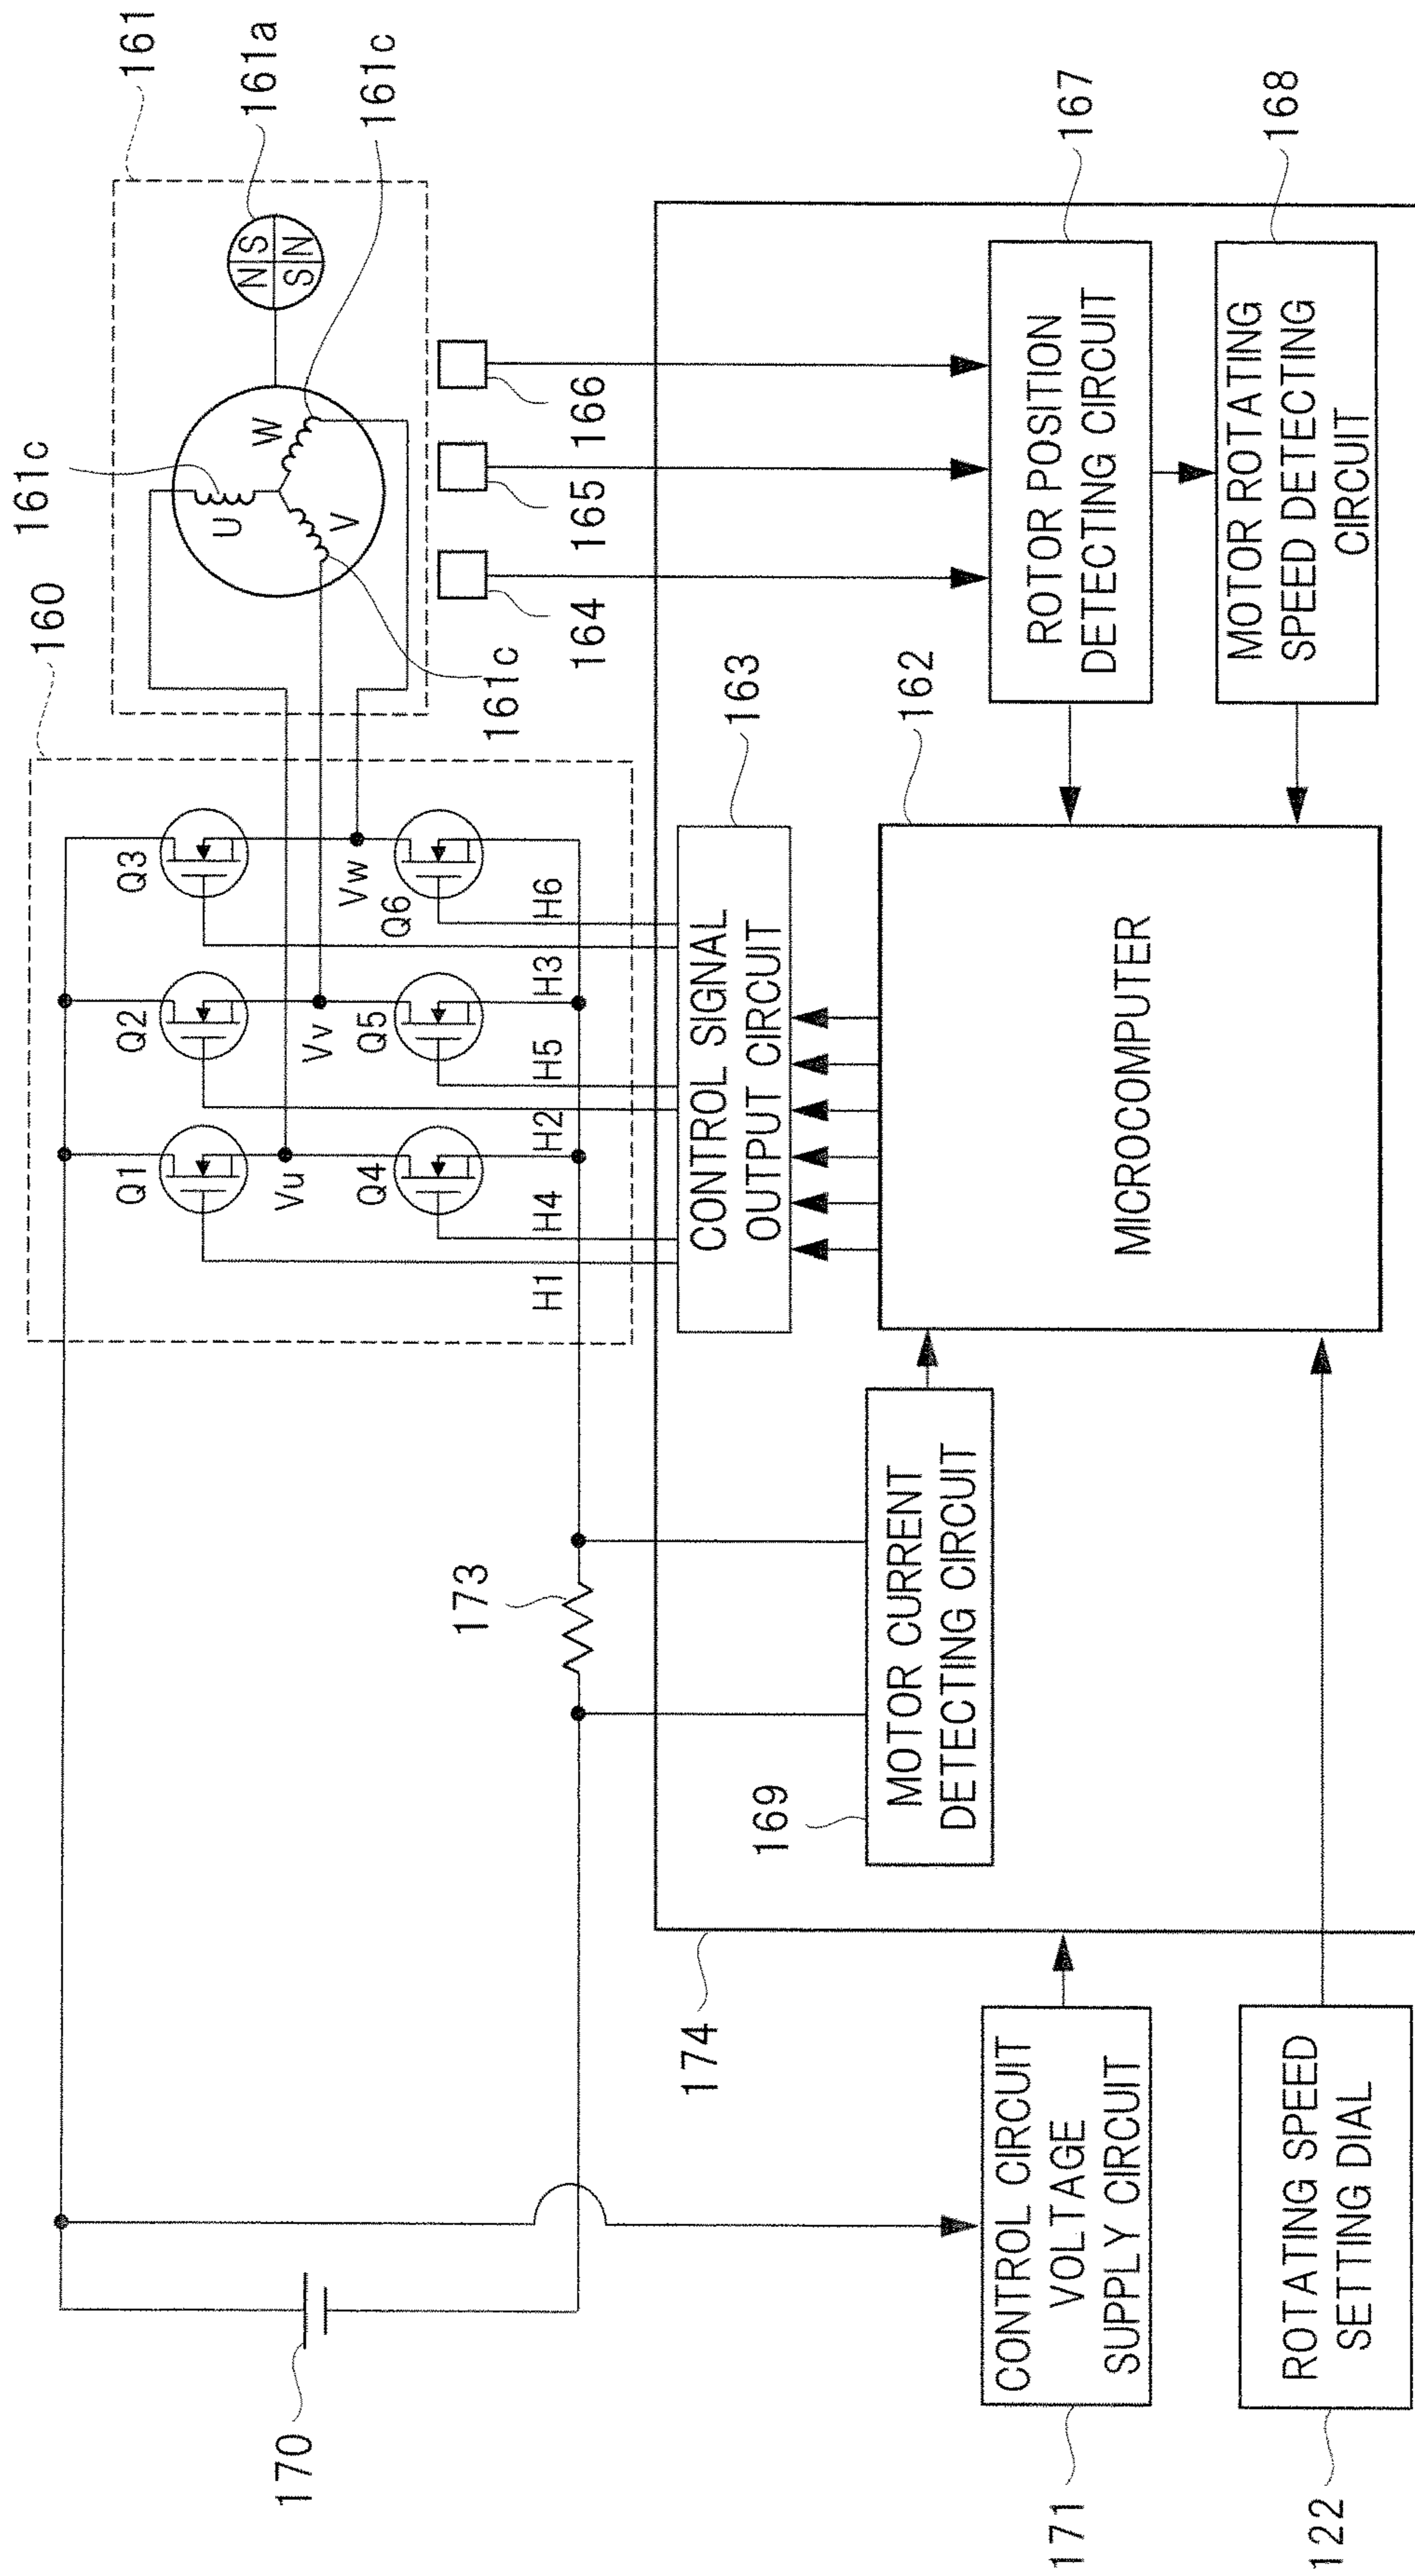 160
161
161a
161c
161c
161c
U
V
W
N S
S N
Q1
Q2
Q3
Vu
Vv
Vw
Q4
Q5
Q6
H1
H4
H2
H5
H3
H6
164
165
166
170
173
163
CONTROL SIGNAL
OUTPUT CIRCUIT
174
169
MOTOR CURRENT
DETECTING CIRCUIT
162
MICROCOMPUTER
167
ROTOR POSITION
DETECTING CIRCUIT
168
MOTOR ROTATING
SPEED DETECTING
CIRCUIT
171
CONTROL CIRCUIT
VOLTAGE
SUPPLY CIRCUIT
122
ROTATING SPEED
SETTING DIAL